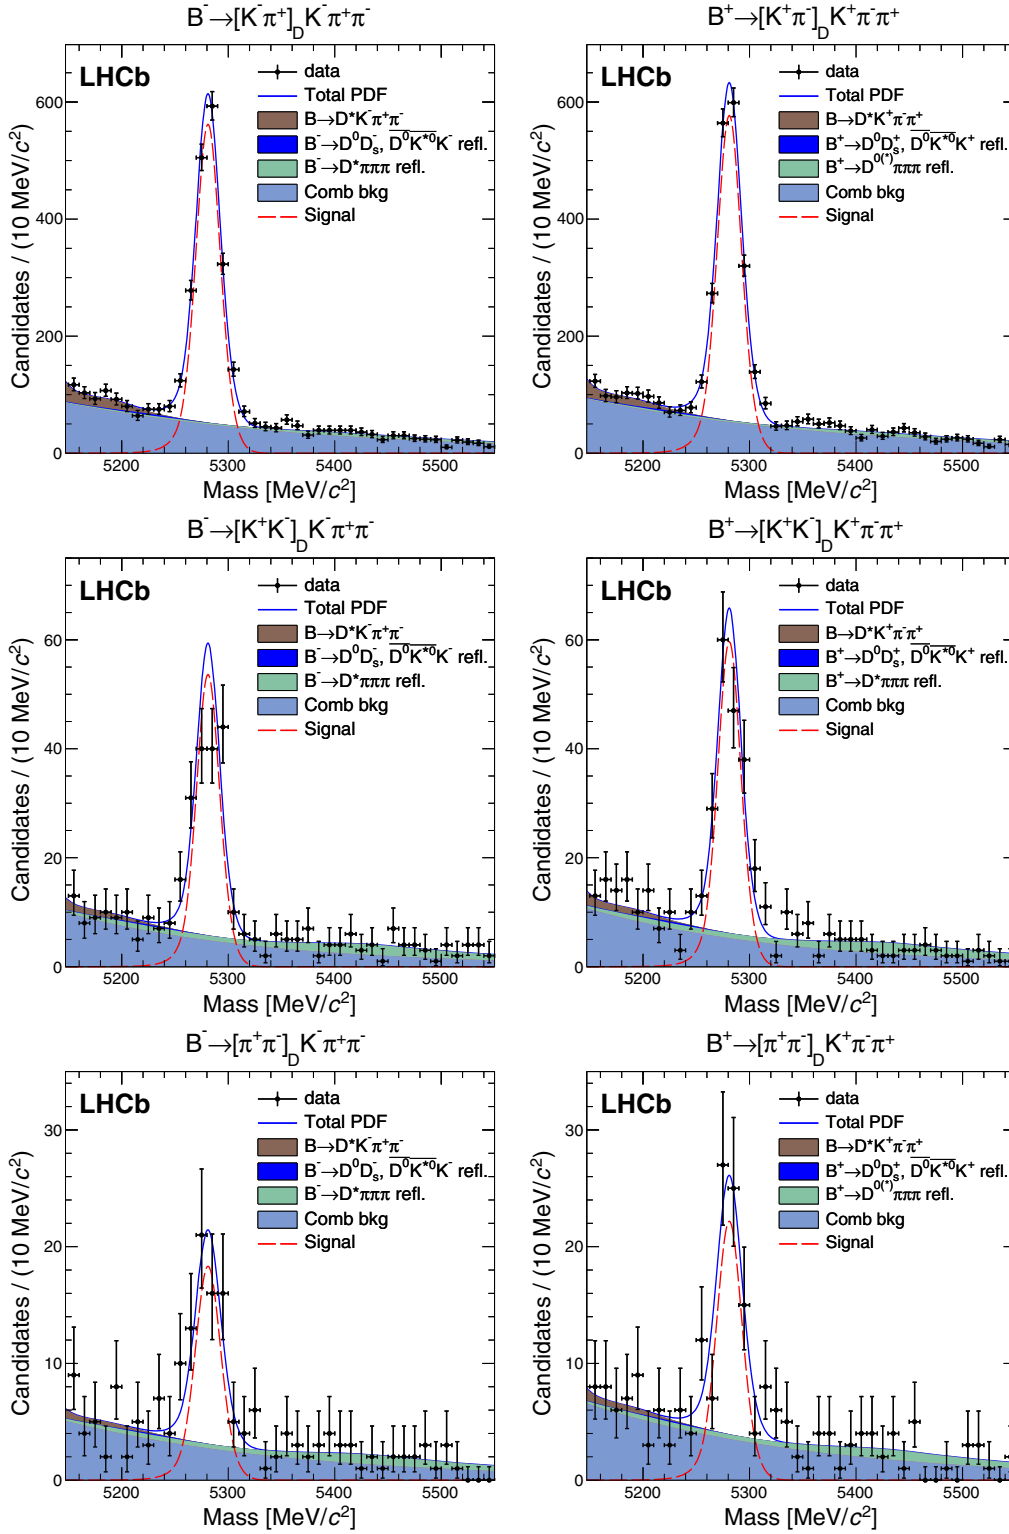 B⁻→[K⁻π⁺]_D K⁻π⁺π⁻
LHCb
data
Total PDF
B→D*K⁻π⁺π⁻
B⁻→D⁰D_s⁻, D⁰K*⁰K⁻ refl.
B⁻→D*πππ refl.
Comb bkg
Signal
Candidates / (10 MeV/c²)
600
400
200
0
5200 5300 5400 5500
Mass [MeV/c²]
B⁺→[K⁺π⁻]_D K⁺π⁻π⁺
LHCb
data
Total PDF
B→D*K⁺π⁻π⁺
B⁺→D⁰D_s⁺, D⁰K*⁰K⁺ refl.
B⁺→D⁰⁽*⁾πππ refl.
Comb bkg
Signal
Candidates / (10 MeV/c²)
600
400
200
0
5200 5300 5400 5500
Mass [MeV/c²]
B⁻→[K⁺K⁻]_D K⁻π⁺π⁻
LHCb
data
Total PDF
B→D*K⁻π⁺π⁻
B⁻→D⁰D_s⁻, D⁰K*⁰K⁻ refl.
B⁻→D*πππ refl.
Comb bkg
Signal
Candidates / (10 MeV/c²)
60
40
20
0
5200 5300 5400 5500
Mass [MeV/c²]
B⁺→[K⁺K⁻]_D K⁺π⁻π⁺
LHCb
data
Total PDF
B→D*K⁺π⁻π⁺
B⁺→D⁰D_s⁺, D⁰K*⁰K⁺ refl.
B⁺→D*πππ refl.
Comb bkg
Signal
Candidates / (10 MeV/c²)
60
40
20
0
5200 5300 5400 5500
Mass [MeV/c²]
B⁻→[π⁺π⁻]_D K⁻π⁺π⁻
LHCb
data
Total PDF
B→D*K⁻π⁺π⁻
B⁻→D⁰D_s⁻, D⁰K*⁰K⁻ refl.
B⁻→D*πππ refl.
Comb bkg
Signal
Candidates / (10 MeV/c²)
30
20
10
0
5200 5300 5400 5500
Mass [MeV/c²]
B⁺→[π⁺π⁻]_D K⁺π⁻π⁺
LHCb
data
Total PDF
B→D*K⁺π⁻π⁺
B⁺→D⁰D_s⁺, D⁰K*⁰K⁺ refl.
B⁺→D⁰⁽*⁾πππ refl.
Comb bkg
Signal
Candidates / (10 MeV/c²)
30
20
10
0
5200 5300 5400 5500
Mass [MeV/c²]